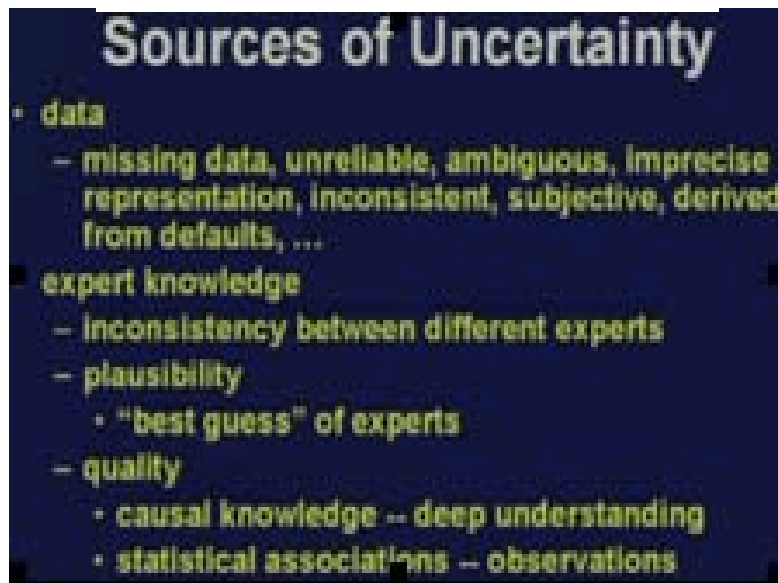 Sources of Uncertainty
• data
– missing data, unreliable, ambiguous, imprecise
representation, inconsistent, subjective, derived
from defaults, …
expert knowledge
– inconsistency between different experts
– plausibility
• “best guess” of experts
– quality
• causal knowledge -- deep understanding
• statistical associations -- observations